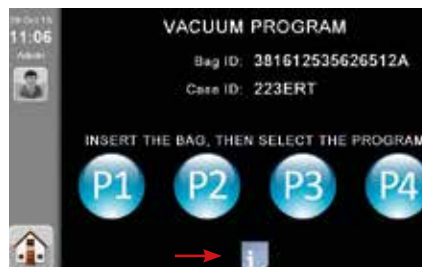 11:06
VACUUM PROGRAM
Bag ID: 381612535626512A
Case ID: 223ERT
INSERT THE BAG, THEN SELECT THE PROGRAM
P1 P2 P3 P4
i